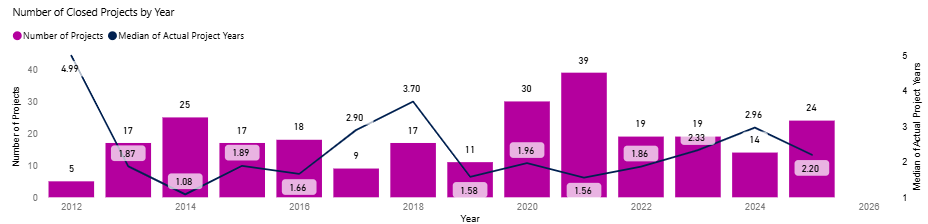 Number of Closed Projects by Year
Number of Projects Median of Actual Project Years
Number of Projects
40
30
20
10
0
5
4
3
2
1
Median of Actual Project Years
5 17 25 17 18 9 17 11 30 39 19 19 14 24
4.99 1.87 1.08 1.89 1.66 2.90 3.70 1.58 1.96 1.56 1.86 2.33 2.96 2.20
2012 2014 2016 2018 2020 2022 2024 2026
Year